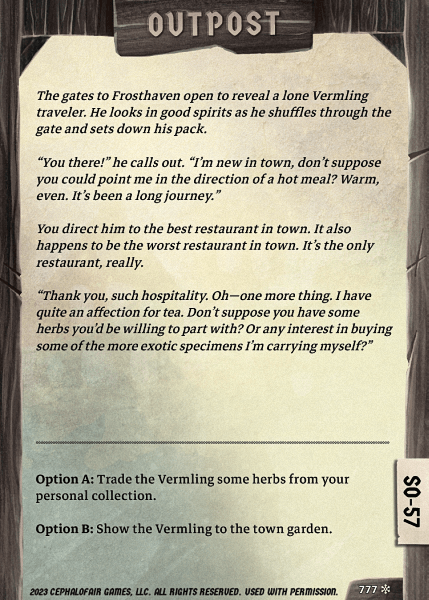 OUTPOST
The gates to Frosthaven open to reveal a lone Vermling
traveler. He looks in good spirits as he shuffles through the
gate and sets down his pack.
“You there!” he calls out. “I’m new in town, don’t suppose
you could point me in the direction of a hot meal? Warm,
even. It’s been a long journey.”
You direct him to the best restaurant in town. It also
happens to be the worst restaurant in town. It’s the only
restaurant, really.
“Thank you, such hospitality. Oh—one more thing. I have
quite an affection for tea. Don’t suppose you have some
herbs you’d be willing to part with? Or any interest in buying
some of the more exotic specimens I’m carrying myself?”
Option A: Trade the Vermling some herbs from your
personal collection.
Option B: Show the Vermling to the town garden.
SO-57
2023 CEPHALOFAIR GAMES, LLC. ALL RIGHTS RESERVED. USED WITH PERMISSION.
777